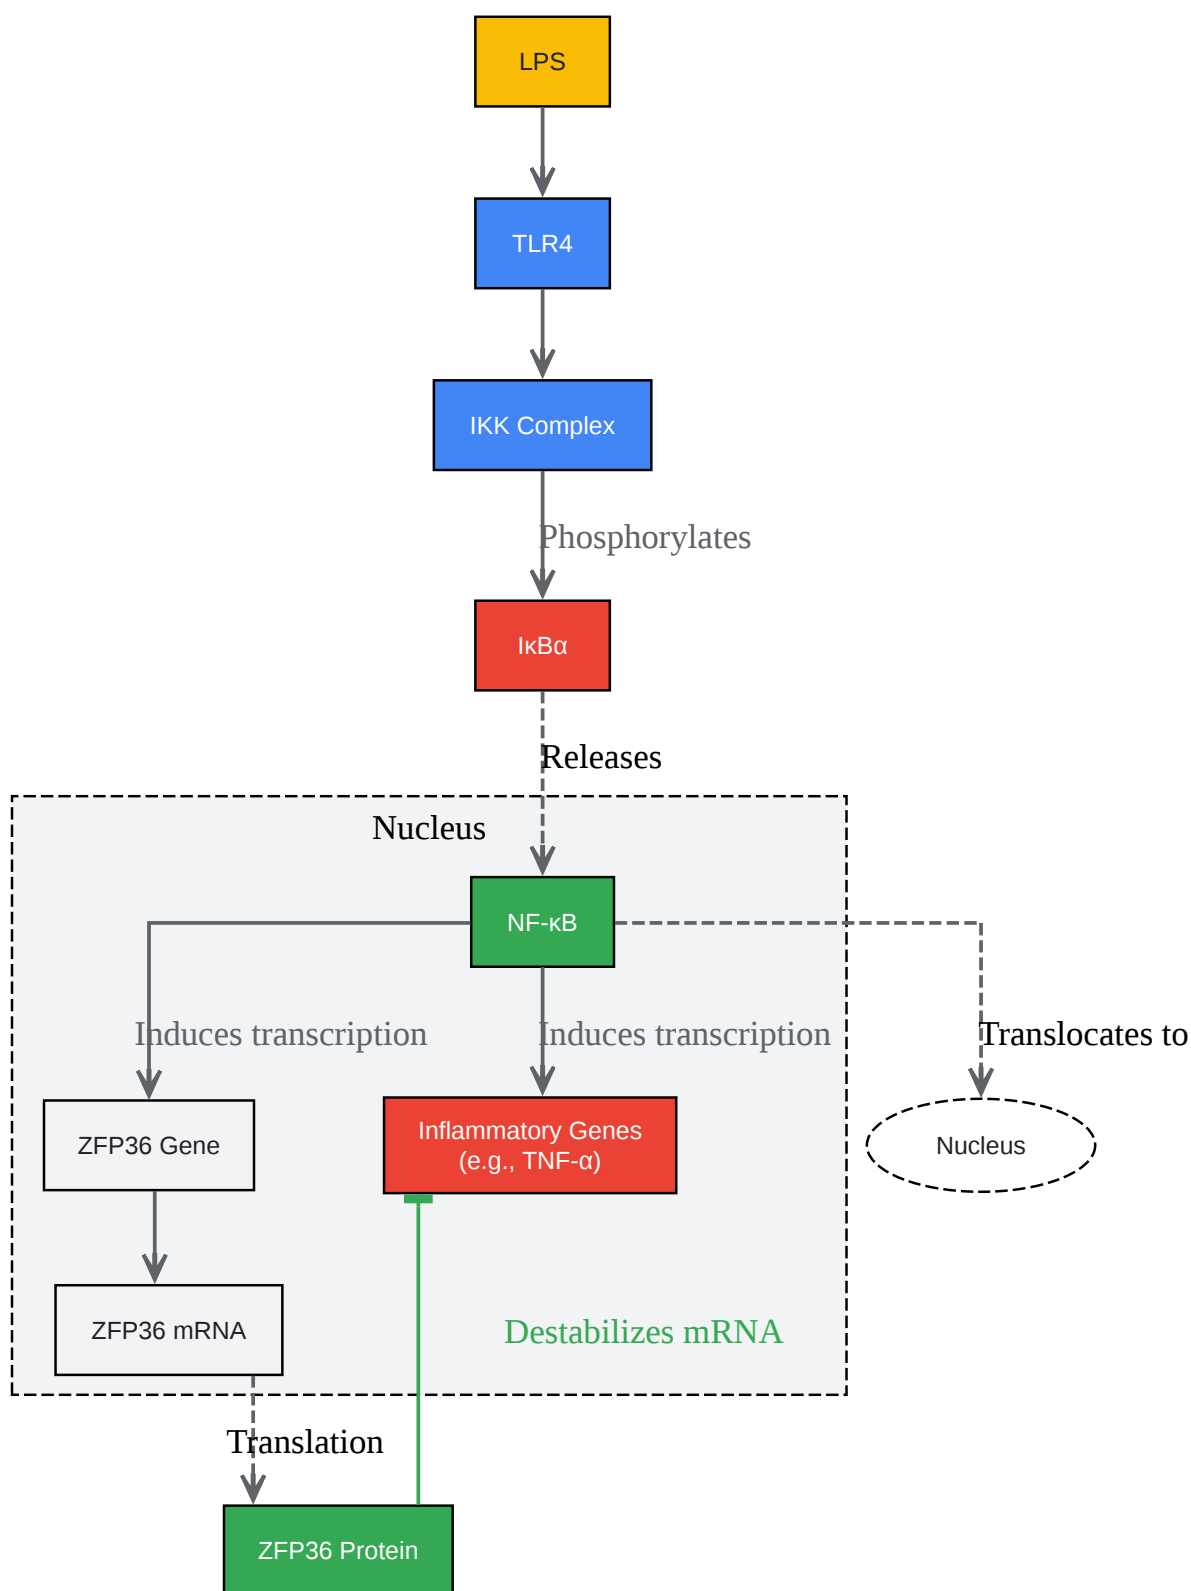 LPS
TLR4
IKK Complex
Phosphorylates
IκBα
Releases
Nucleus
NF-κB
Induces transcription
Induces transcription
Translocates to
ZFP36 Gene
Inflammatory Genes
(e.g., TNF-α)
Nucleus
ZFP36 mRNA
Destabilizes mRNA
Translation
ZFP36 Protein